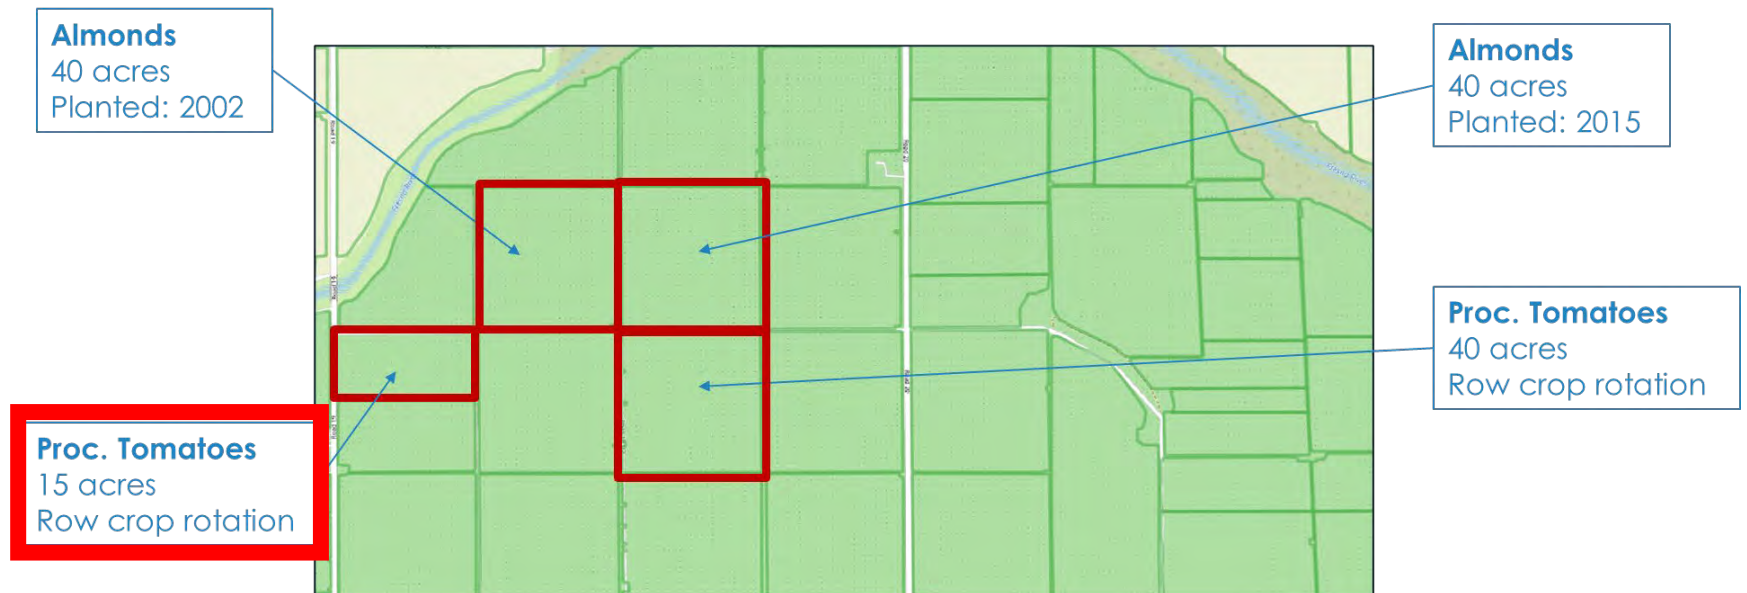 Almonds
40 acres
Planted: 2002
Almonds
40 acres
Planted: 2015
Proc. Tomatoes
40 acres
Row crop rotation
Proc. Tomatoes
15 acres
Row crop rotation